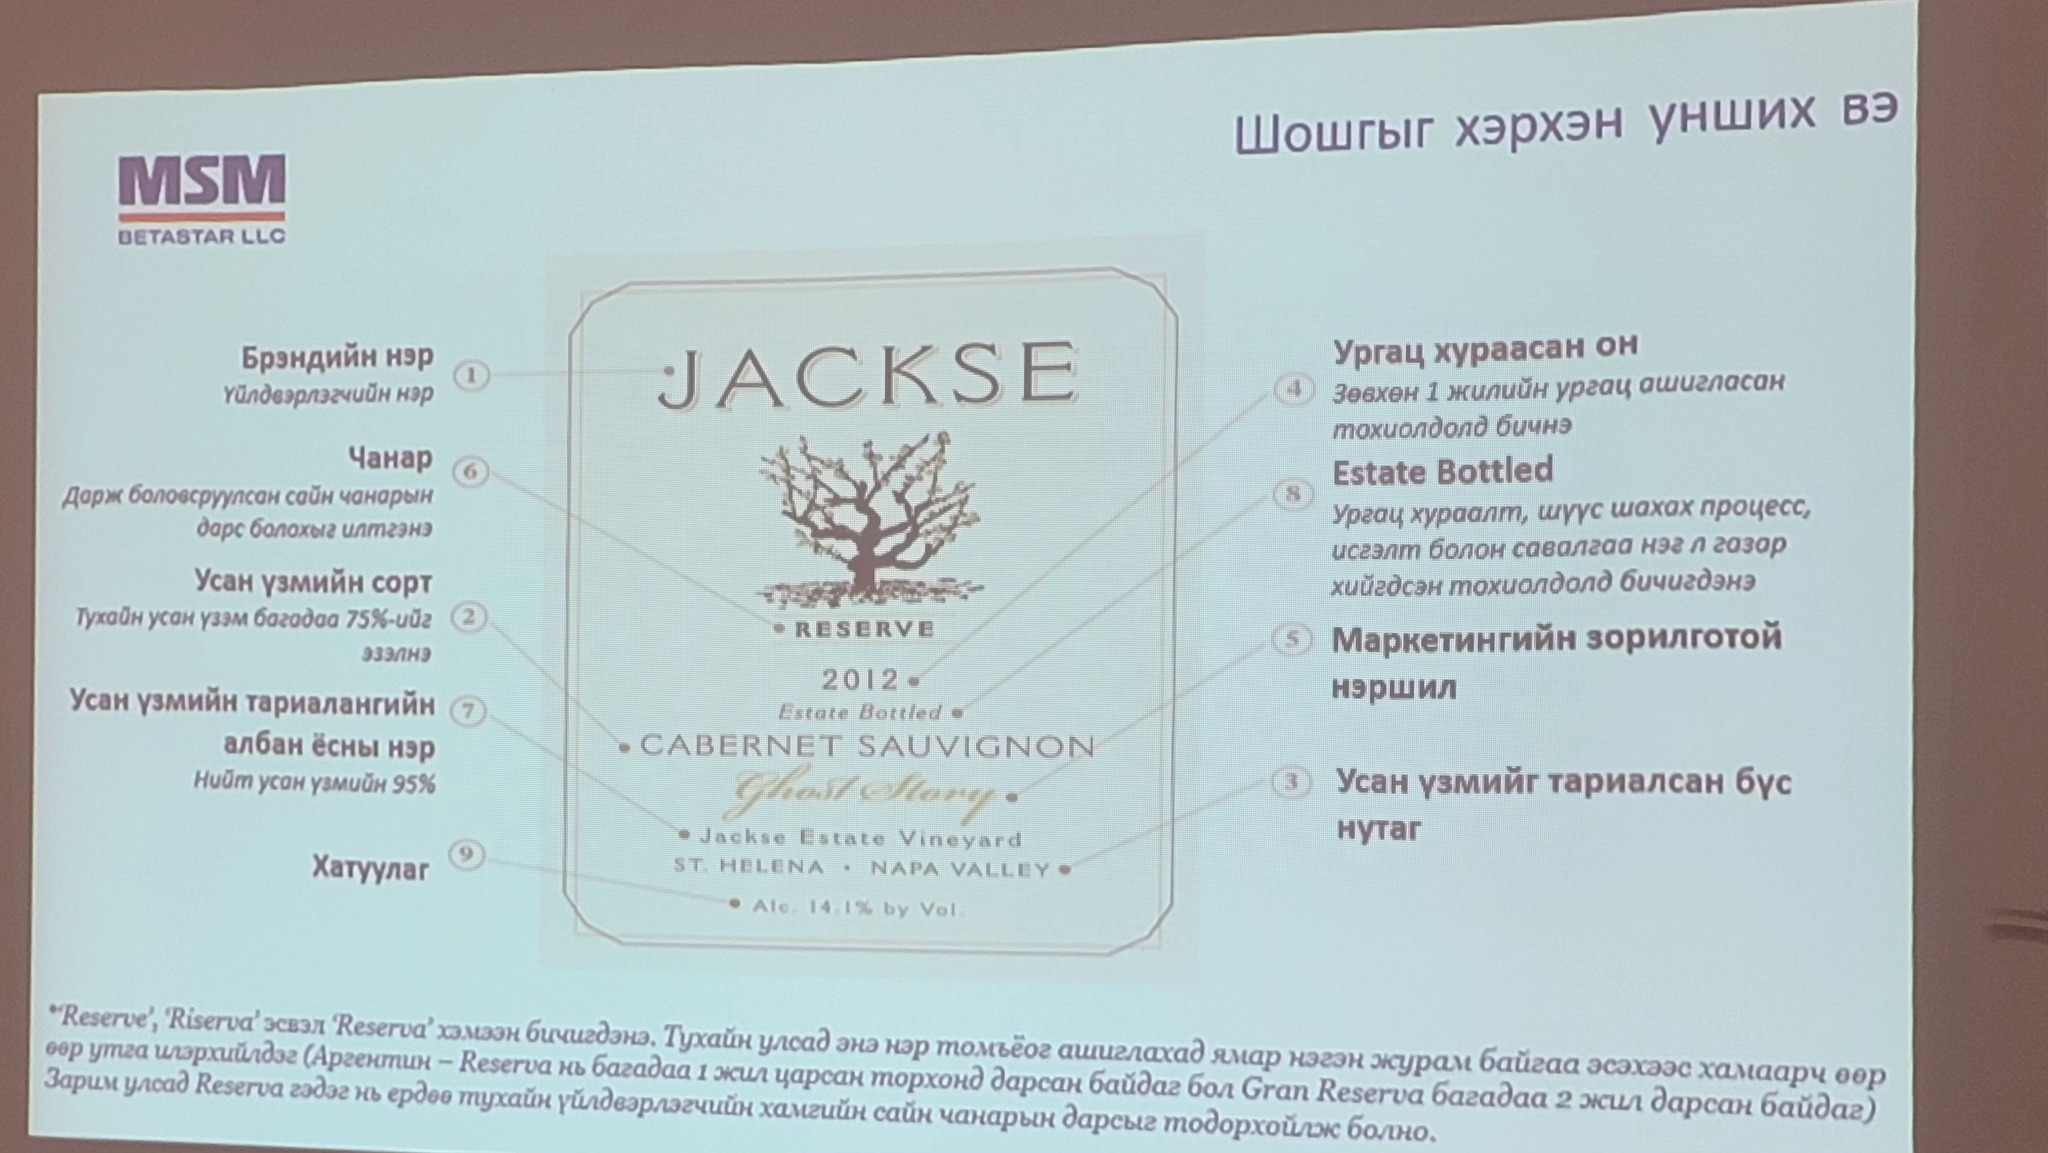 Шошгыг хэрхэн унших вэ
MSM
BETASTAR LLC
Брэндийн нэр
Үйлдвэрлэгчийн нэр
1
Чанар
Дарж боловсруулсан сайн чанарын
дарс болохыг илтгэнэ
6
Усан үзмийн сорт
Тухайн усан үзэм багадаа 75%-ийг
эзэлнэ
2
Усан үзмийн тариалангийн
албан ёсны нэр
Нийт усан үзмийн 95%
7
Хатуулаг
9
JACKSE
RESERVE
2012
Estate Bottled
CABERNET SAUVIGNON
Ghost Story
Jackse Estate Vineyard
ST. HELENA • NAPA VALLEY
Alc. 14.1% by Vol.
4
Ургац хураасан он
Зөвхөн 1 жилийн ургац ашигласан
тохиолдолд бичнэ
8
Estate Bottled
Ургац хураалт, шүүс шахах процесс,
исгэлт болон савалгаа нэг л газар
хийгдсэн тохиолдолд бичигдэнэ
5
Маркетингийн зорилготой
нэршил
3
Усан үзмийг тариалсан бүс
нутаг
*'Reserve', 'Riserva' эсвэл 'Reserva' хэмээн бичигдэнэ. Тухайн улсад энэ нэр томъёог ашиглахад ямар нэгэн журам байгаа эсэхээс хамаарч өөр
өөр утга илэрхийлдэг (Аргентин – Reserva нь багадаа 1 жил царсан торхонд дарсан байдаг бол Gran Reserva багадаа 2 жил дарсан байдаг)
Зарим улсад Reserva гэдэг нь ердөө тухайн үйлдвэрлэгчийн хамгийн сайн чанарын дарсыг тодорхойлж болно.